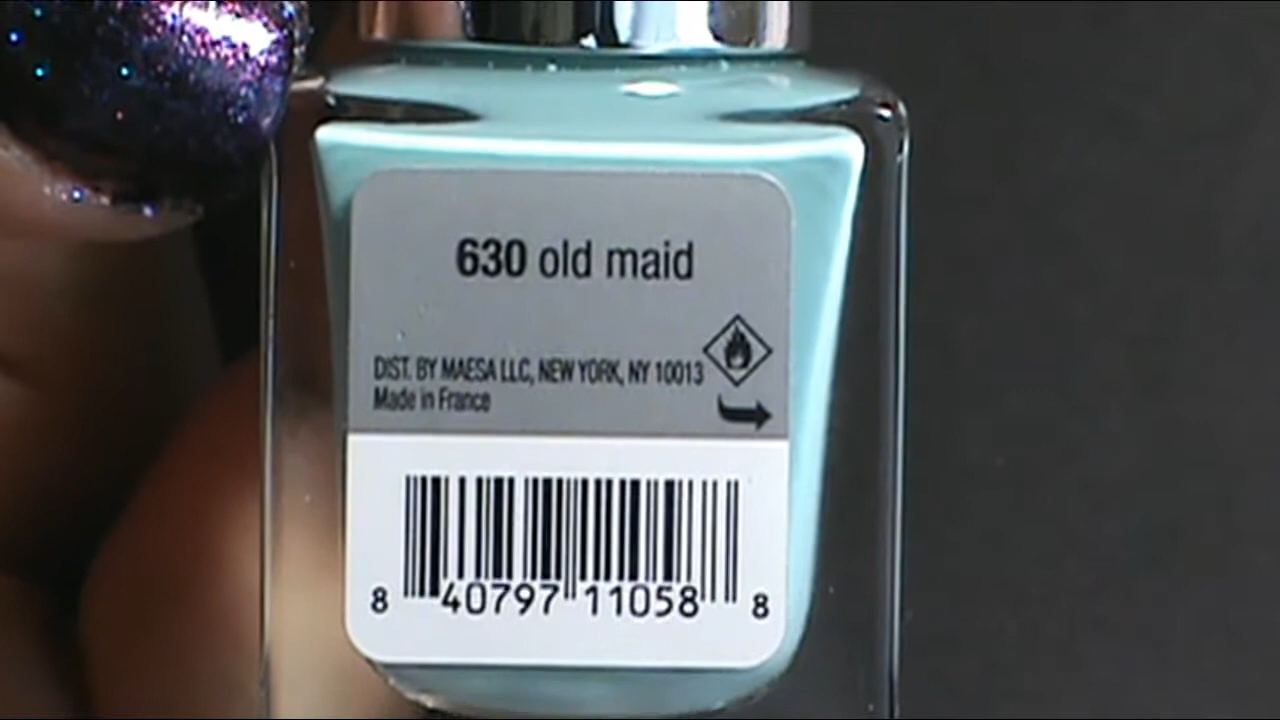 630 old maid
DIST. BY MAESA LLC, NEW YORK, NY 10013
Made in France
8 40797 11058 8